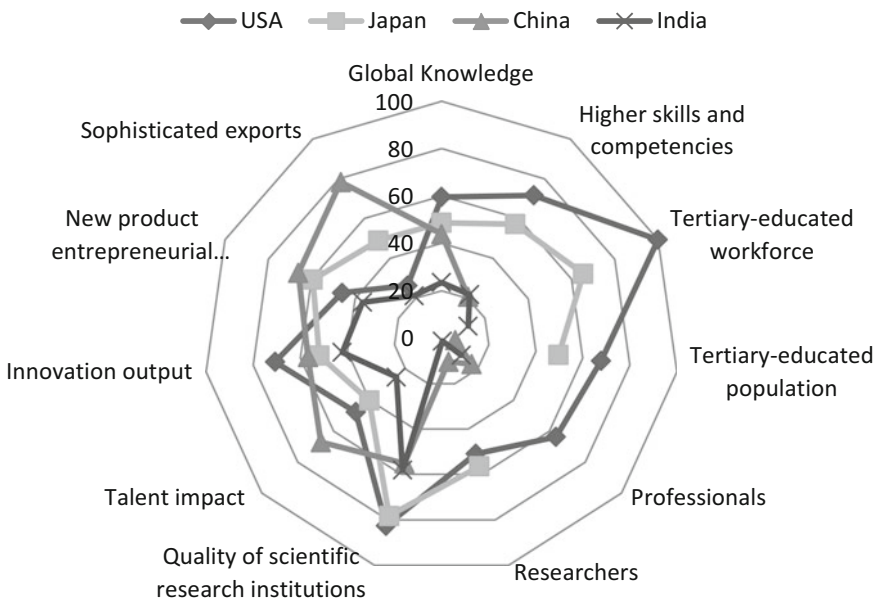 USA Japan China India
Global Knowledge
100
80
60
40
20
0
Higher skills and
competencies
Tertiary-educated
workforce
Tertiary-educated
population
Professionals
Researchers
Quality of scientific
research institutions
Talent impact
Innovation output
New product
entrepreneurial...
Sophisticated exports